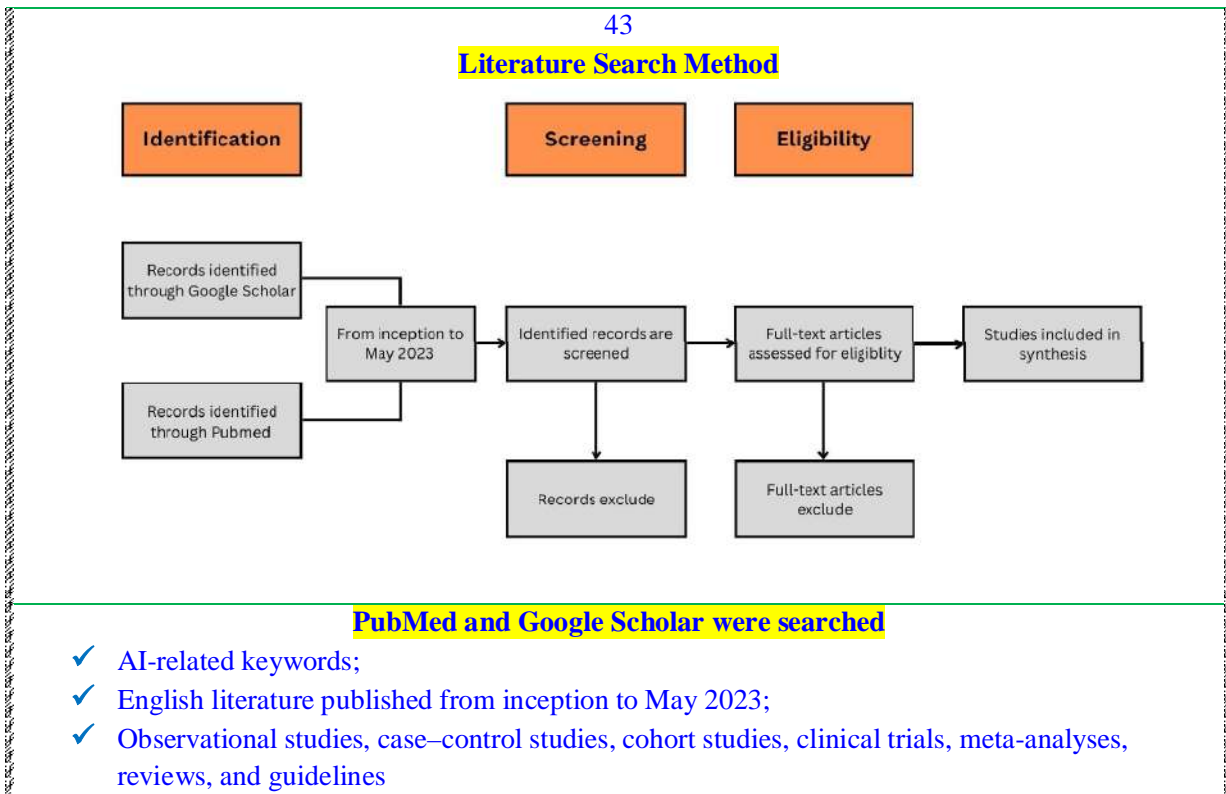 43
Literature Search Method
Identification
Screening
Eligibility
Records identified
through Google Scholar
From inception to
May 2023
Identified records are
screened
Full-text articles
assessed for eligiblity
Studies included in
synthesis
Records identified
through Pubmed
Records exclude
Full-text articles
exclude
PubMed and Google Scholar were searched
✓ AI-related keywords;
✓ English literature published from inception to May 2023;
✓ Observational studies, case–control studies, cohort studies, clinical trials, meta-analyses,
reviews, and guidelines